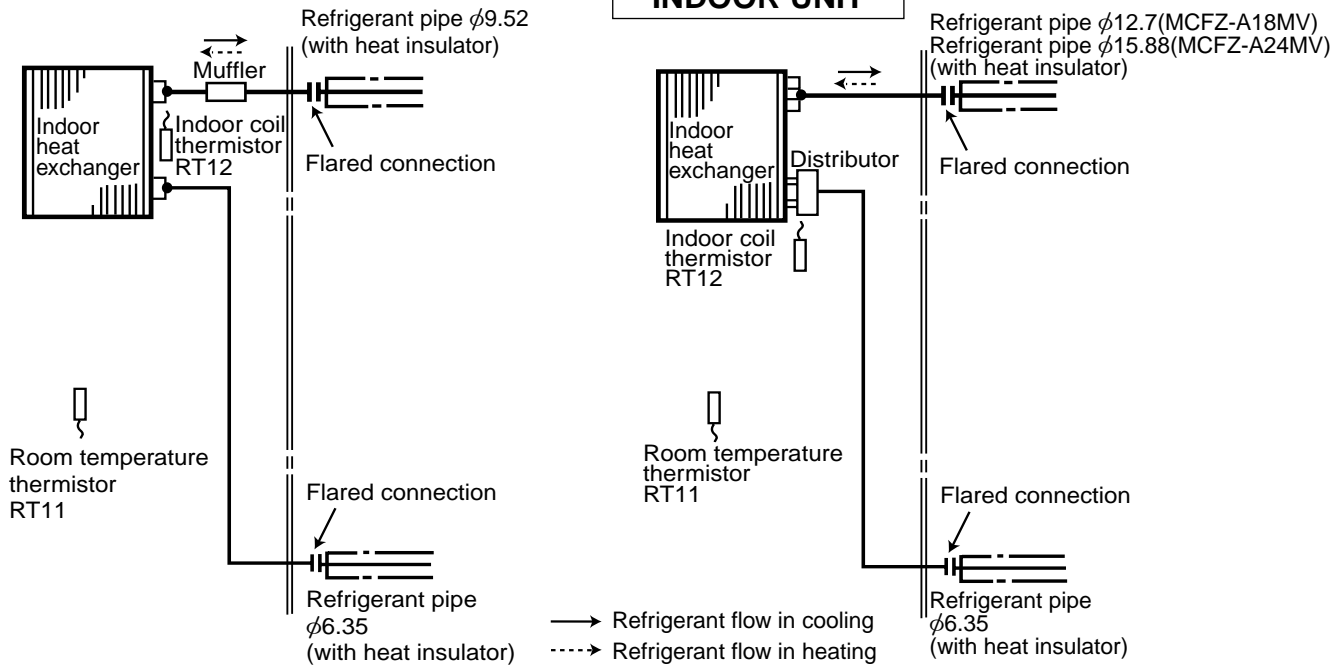 INDOOR UNIT
Refrigerant pipe ϕ9.52
(with heat insulator)
Muffler
Indoor
heat
exchanger
Indoor coil
thermistor
RT12
Flared connection
Room temperature
thermistor
RT11
Flared connection
Refrigerant pipe
ϕ6.35
(with heat insulator)
Refrigerant pipe ϕ12.7(MCFZ-A18MV)
Refrigerant pipe ϕ15.88(MCFZ-A24MV)
(with heat insulator)
Indoor
heat
exchanger
Distributor
Flared connection
Indoor coil
thermistor
RT12
Room temperature
thermistor
RT11
Flared connection
Refrigerant pipe
ϕ6.35
(with heat insulator)
Refrigerant flow in cooling
Refrigerant flow in heating